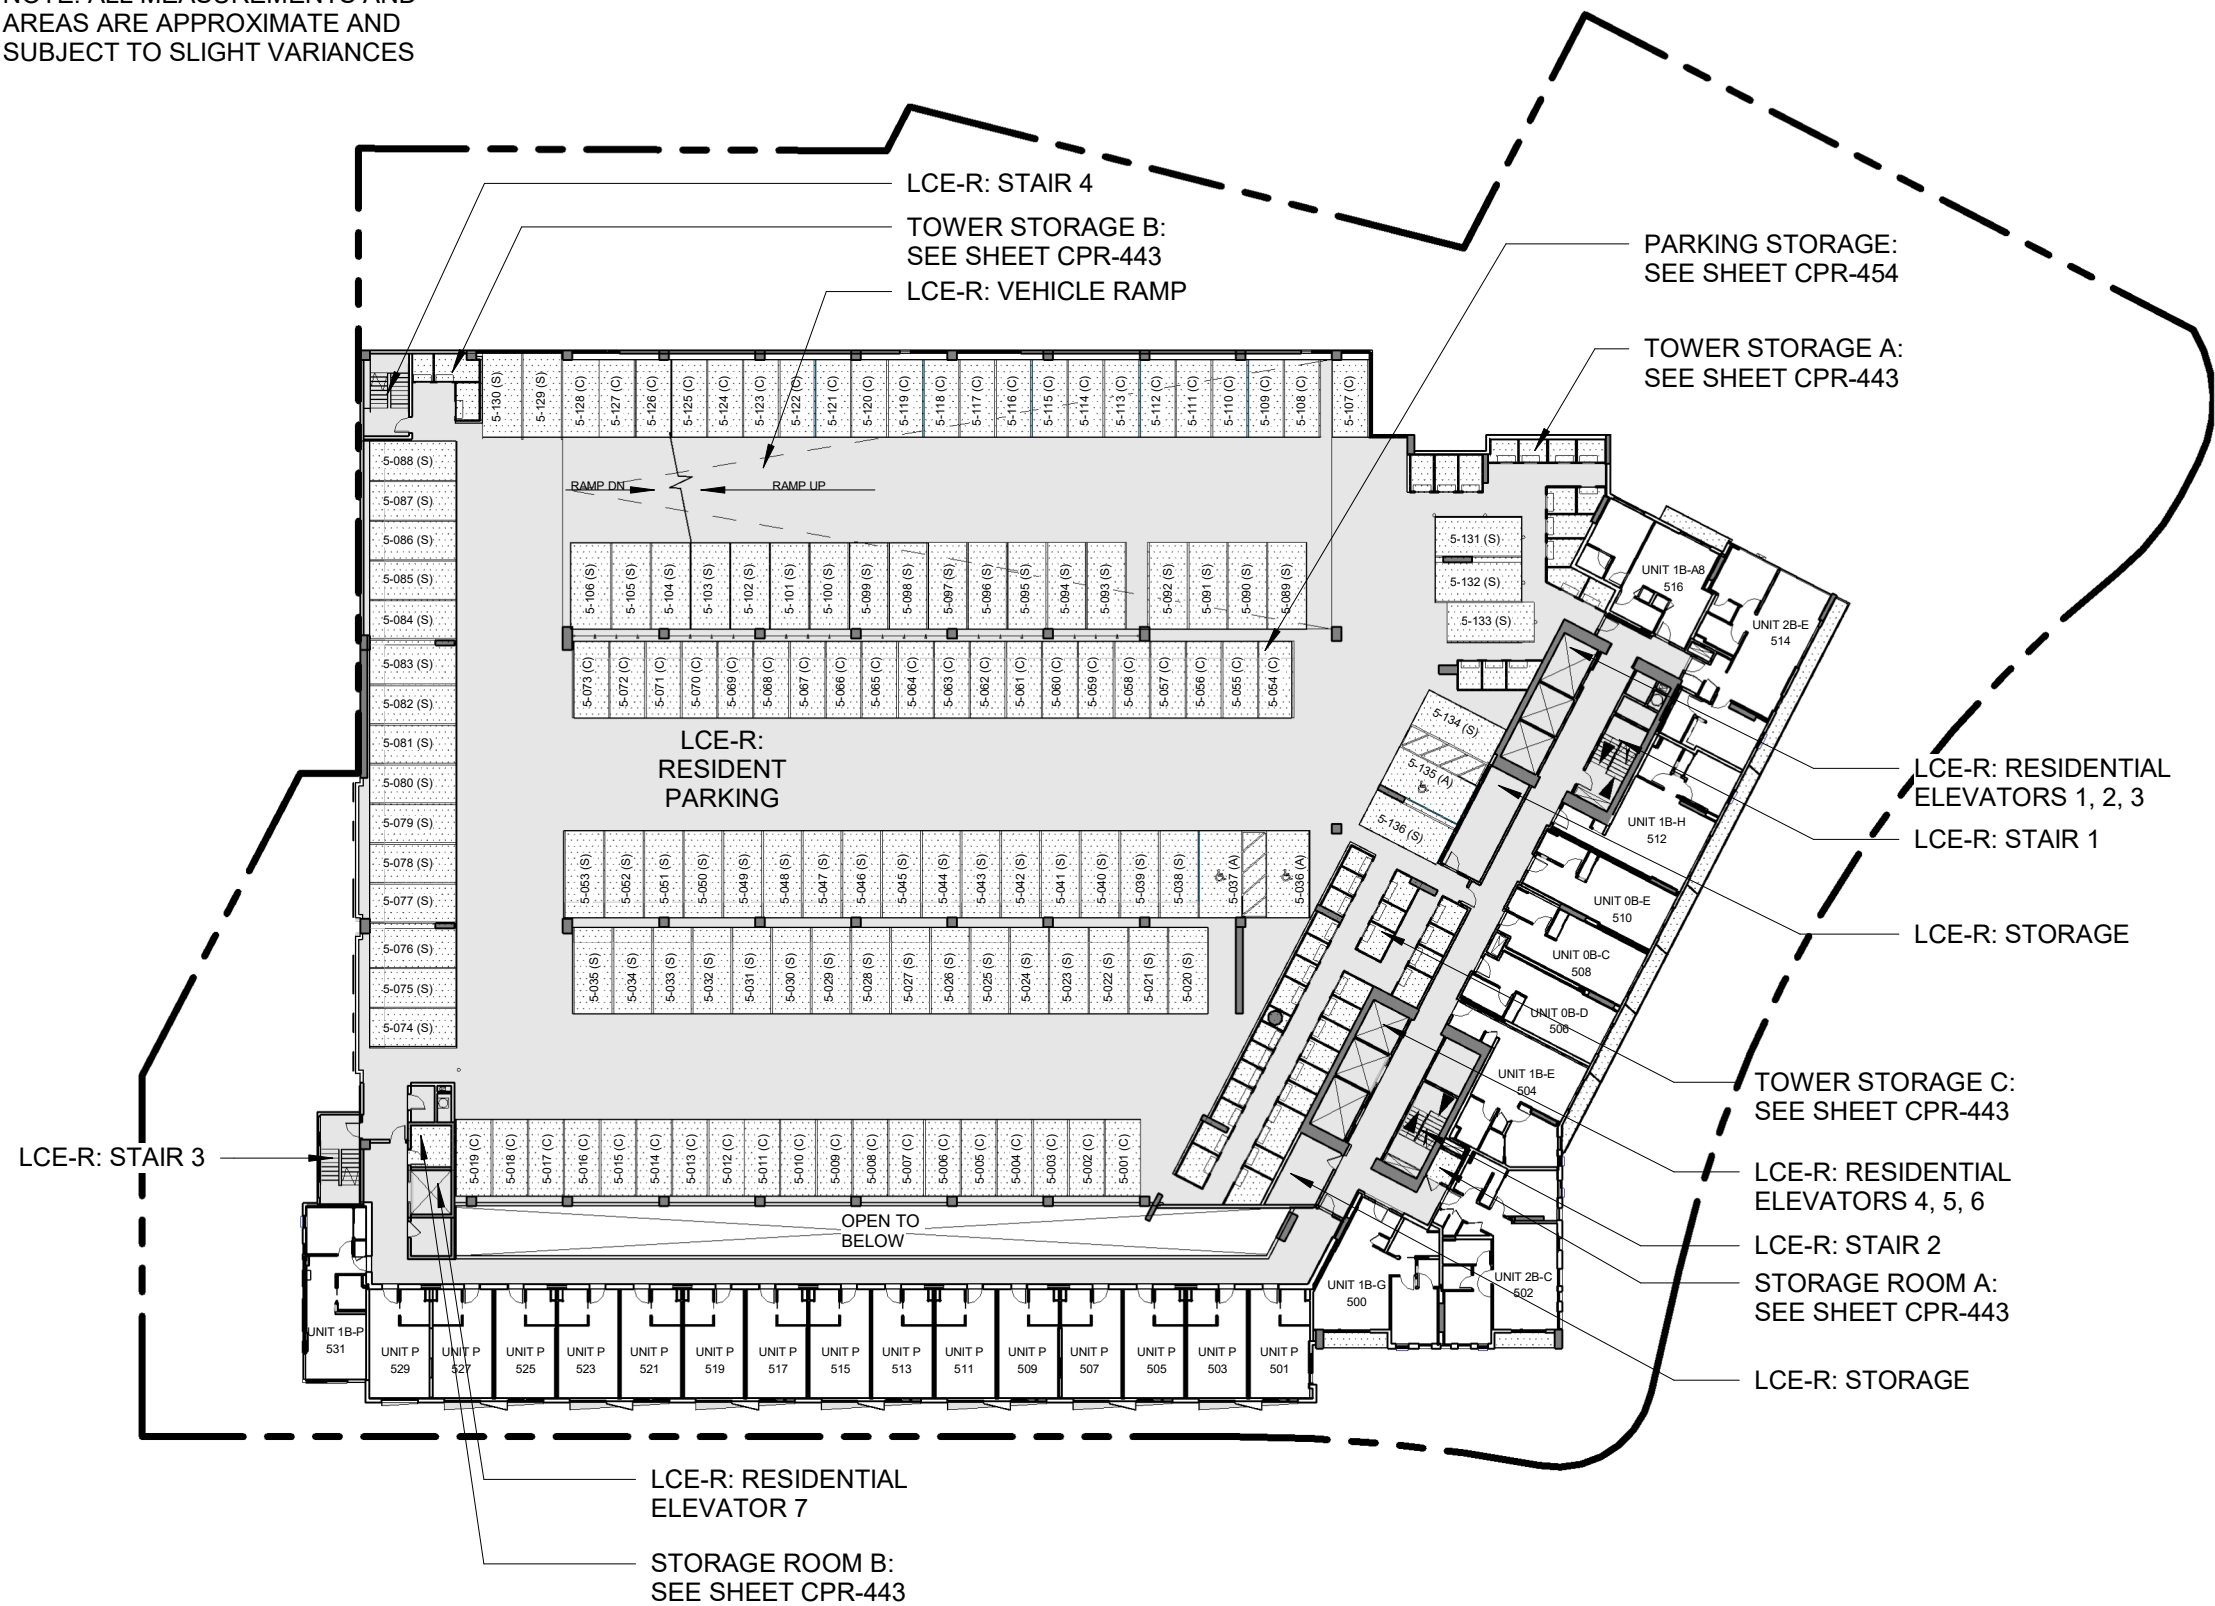 NOTE: ALL MEASUREMENTS AND
AREAS ARE APPROXIMATE AND
SUBJECT TO SLIGHT VARIANCES
LCE-R: STAIR 4
TOWER STORAGE B:
SEE SHEET CPR-443
LCE-R: VEHICLE RAMP
PARKING STORAGE:
SEE SHEET CPR-454
TOWER STORAGE A:
SEE SHEET CPR-443
5-130 (S)
5-129 (S)
5-128 (C)
5-127 (C)
5-126 (C)
5-125 (C)
5-124 (C)
5-123 (C)
5-122 (C)
5-121 (C)
5-120 (C)
5-119 (C)
5-118 (C)
5-117 (C)
5-116 (C)
5-115 (C)
5-114 (C)
5-113 (C)
5-112 (C)
5-111 (C)
5-110 (C)
5-109 (C)
5-108 (C)
5-107 (C)
5-088 (S)
5-087 (S)
5-086 (S)
5-085 (S)
5-084 (S)
5-083 (S)
5-082 (S)
5-081 (S)
5-080 (S)
5-079 (S)
5-078 (S)
5-077 (S)
5-076 (S)
5-075 (S)
5-074 (S)
RAMP DN
RAMP UP
5-106 (S)
5-105 (S)
5-104 (S)
5-103 (S)
5-102 (S)
5-101 (S)
5-100 (S)
5-099 (S)
5-098 (S)
5-097 (S)
5-096 (S)
5-095 (S)
5-094 (S)
5-093 (S)
5-092 (S)
5-091 (S)
5-090 (S)
5-089 (S)
5-131 (S)
5-132 (S)
5-133 (S)
5-073 (C)
5-072 (C)
5-071 (C)
5-070 (C)
5-069 (C)
5-068 (C)
5-067 (C)
5-066 (C)
5-065 (C)
5-064 (C)
5-063 (C)
5-062 (C)
5-061 (C)
5-060 (C)
5-059 (C)
5-058 (C)
5-057 (C)
5-056 (C)
5-055 (C)
5-054 (C)
LCE-R:
RESIDENT
PARKING
5-134 (S)
5-135 (A)
5-136 (S)
5-053 (S)
5-052 (S)
5-051 (S)
5-050 (S)
5-049 (S)
5-048 (S)
5-047 (S)
5-046 (S)
5-045 (S)
5-044 (S)
5-043 (S)
5-042 (S)
5-041 (S)
5-040 (S)
5-039 (S)
5-038 (S)
5-037 (A)
5-036 (A)
5-035 (S)
5-034 (S)
5-033 (S)
5-032 (S)
5-031 (S)
5-030 (S)
5-029 (S)
5-028 (S)
5-027 (S)
5-026 (S)
5-025 (S)
5-024 (S)
5-023 (S)
5-022 (S)
5-021 (S)
5-020 (S)
5-019 (C)
5-018 (C)
5-017 (C)
5-016 (C)
5-015 (C)
5-014 (C)
5-013 (C)
5-012 (C)
5-011 (C)
5-010 (C)
5-009 (C)
5-008 (C)
5-007 (C)
5-006 (C)
5-005 (C)
5-004 (C)
5-003 (C)
5-002 (C)
5-001 (C)
OPEN TO
BELOW
UNIT 1B-A8
516
UNIT 2B-E
514
UNIT 1B-H
512
UNIT 0B-E
510
UNIT 0B-C
508
UNIT 0B-D
506
UNIT 1B-E
504
UNIT 2B-C
502
UNIT 1B-G
500
UNIT 1B-P
531
UNIT P
529
UNIT P
527
UNIT P
525
UNIT P
523
UNIT P
521
UNIT P
519
UNIT P
517
UNIT P
515
UNIT P
513
UNIT P
511
UNIT P
509
UNIT P
507
UNIT P
505
UNIT P
503
UNIT P
501
LCE-R: RESIDENTIAL
ELEVATORS 1, 2, 3
LCE-R: STAIR 1
LCE-R: STORAGE
TOWER STORAGE C:
SEE SHEET CPR-443
LCE-R: RESIDENTIAL
ELEVATORS 4, 5, 6
LCE-R: STAIR 2
STORAGE ROOM A:
SEE SHEET CPR-443
LCE-R: STORAGE
LCE-R: STAIR 3
LCE-R: RESIDENTIAL
ELEVATOR 7
STORAGE ROOM B:
SEE SHEET CPR-443